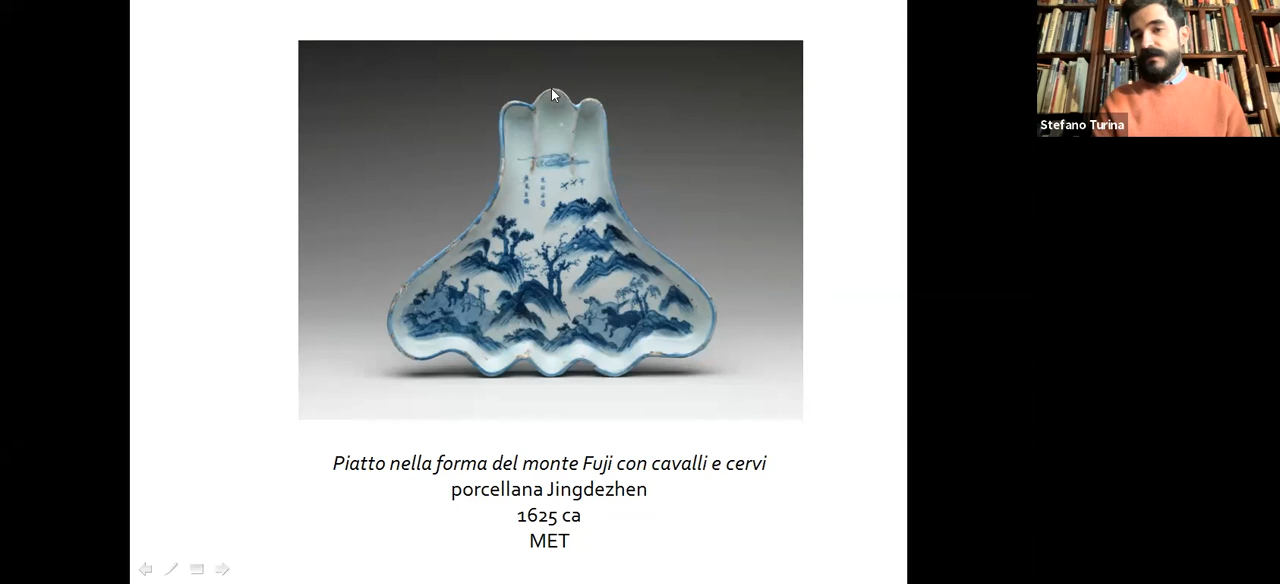 Stefano Turina
Piatto nella forma del monte Fuji con cavalli e cervi
porcellana Jingdezhen
1625 ca
MET